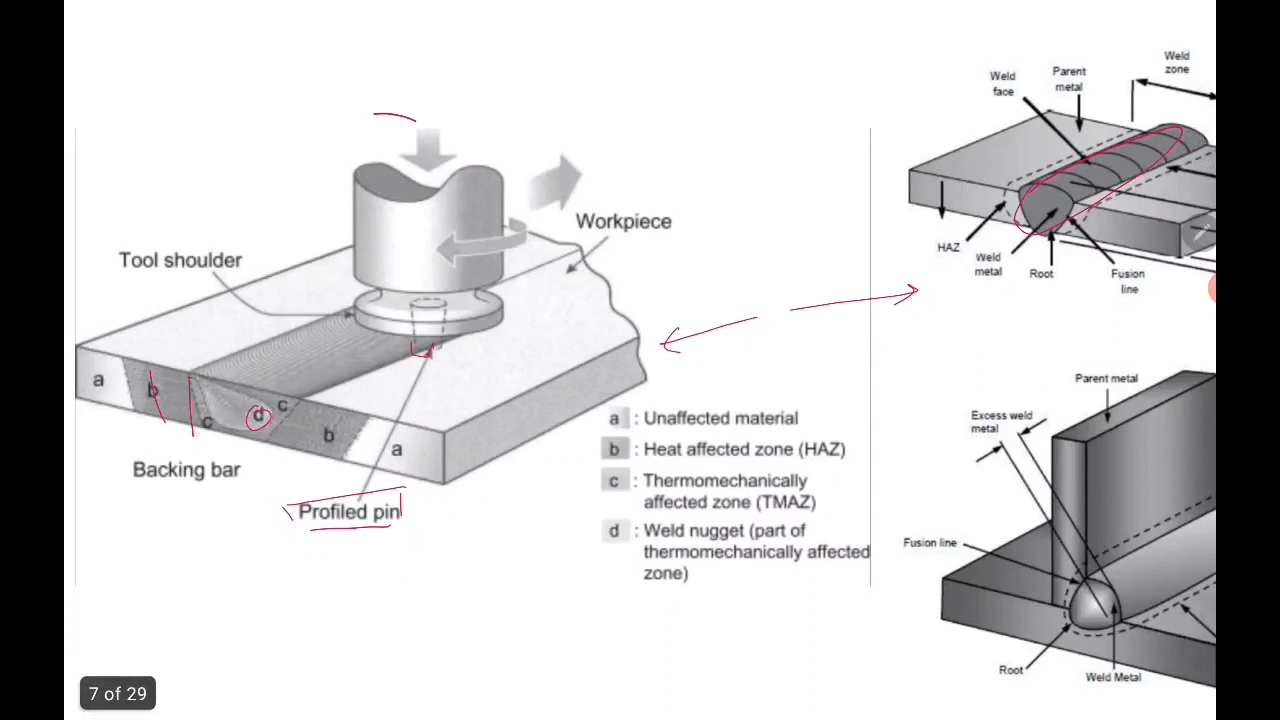 Weld
zone
Weld
face
Parent
metal
Workpiece
Tool shoulder
HAZ
Weld
metal
Root
Fusion
line
a
b
c
d
c
b
a
Backing bar
Profiled pin
a : Unaffected material
b : Heat affected zone (HAZ)
c : Thermomechanically
affected zone (TMAZ)
d : Weld nugget (part of
thermomechanically affected
zone)
Parent metal
Excess weld
metal
Fusion line
Root
Weld Metal
7 of 29